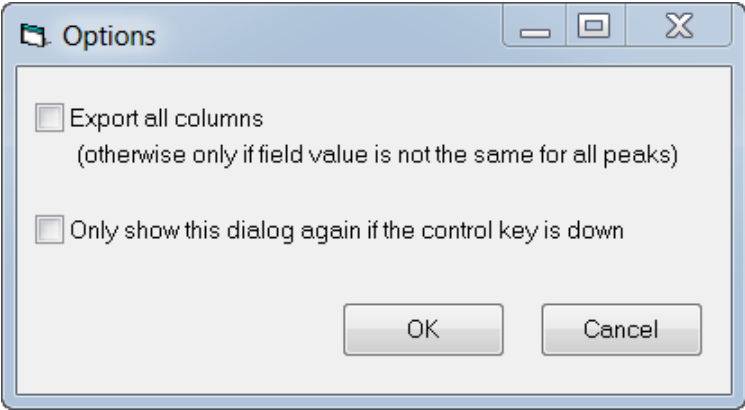 Options
Export all columns
(otherwise only if field value is not the same for all peaks)
Only show this dialog again if the control key is down
OK Cancel